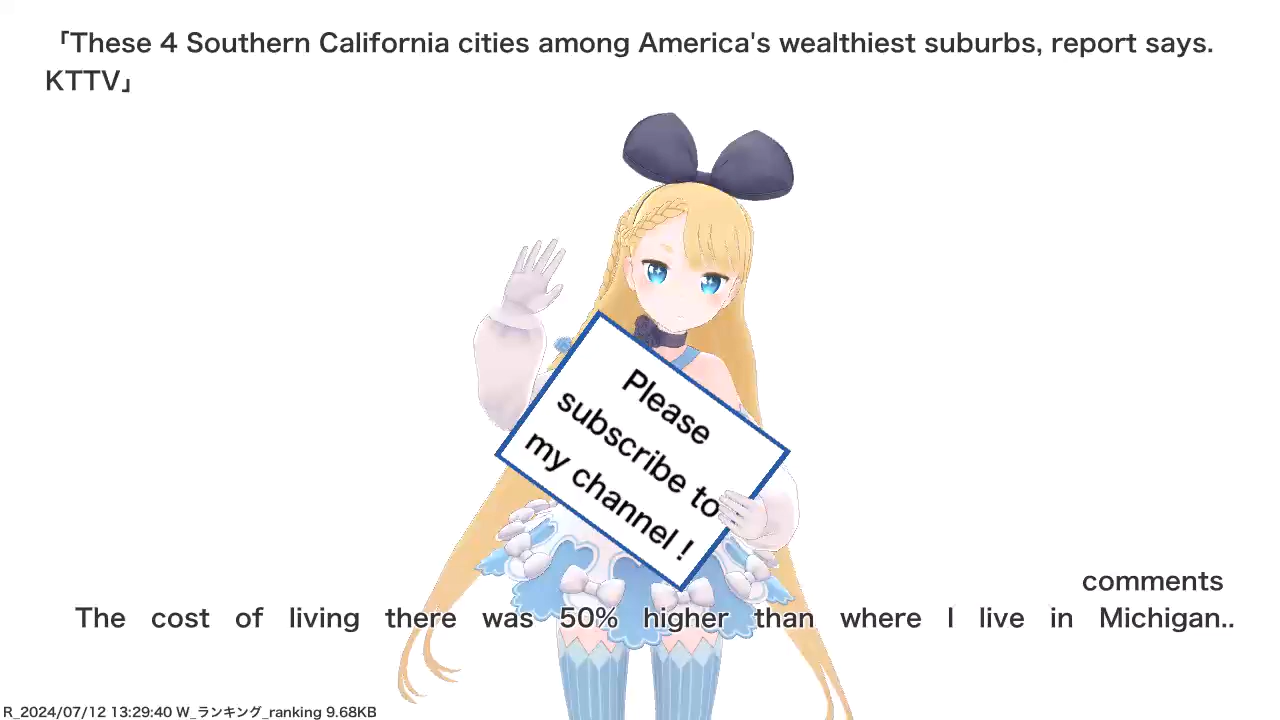 「These 4 Southern California cities among America's wealthiest suburbs, report says.
KTTV」
Please
subscribe to
my channel !
comments
The cost of living there was 50% higher than where I live in Michigan..
R_2024/07/12 13:29:40 W_ランキング_ranking 9.68KB